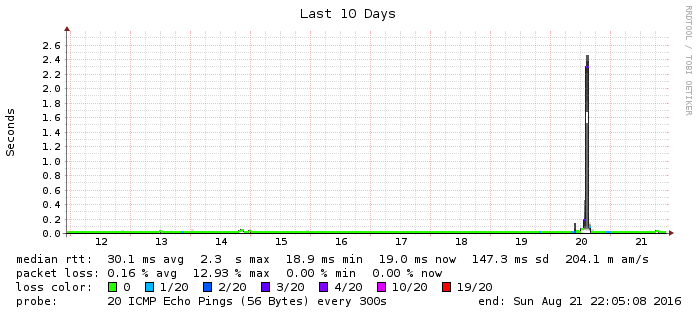 Last 10 Days
RRDTOOL / TOBI OETIKER
Seconds
2.6
2.4
2.2
2.0
1.8
1.6
1.4
1.2
1.0
0.8
0.6
0.4
0.2
0.0
12 13 14 15 16 17 18 19 20 21
median rtt: 30.1 ms avg 2.3 s max 18.9 ms min 19.0 ms now 147.3 ms sd 204.1 m am/s
packet loss: 0.16 % avg 12.93 % max 0.00 % min 0.00 % now
loss color: 0 1/20 2/20 3/20 4/20 10/20 19/20
probe: 20 ICMP Echo Pings (56 Bytes) every 300s end: Sun Aug 21 22:05:08 2016